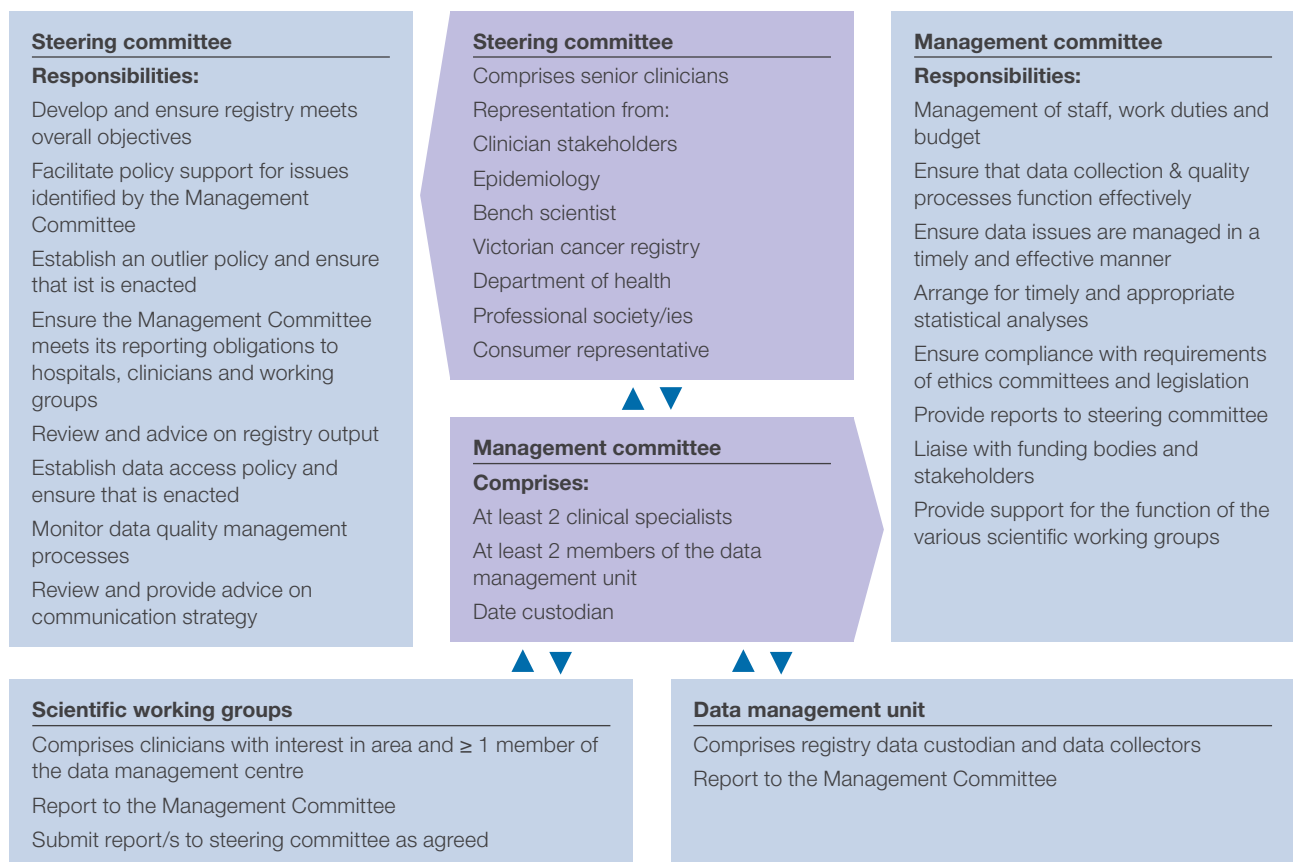 Steering committee
Responsibilities:
Develop and ensure registry meets
overall objectives
Facilitate policy support for issues
identified by the Management
Committee
Establish an outlier policy and ensure
that ist is enacted
Ensure the Management Committee
meets its reporting obligations to
hospitals, clinicians and working
groups
Review and advice on registry output
Establish data access policy and
ensure that is enacted
Monitor data quality management
processes
Review and provide advice on
communication strategy
Steering committee
Comprises senior clinicians
Representation from:
Clinician stakeholders
Epidemiology
Bench scientist
Victorian cancer registry
Department of health
Professional society/ies
Consumer representative
Management committee
Comprises:
At least 2 clinical specialists
At least 2 members of the data
management unit
Date custodian
Management committee
Responsibilities:
Management of staff, work duties and
budget
Ensure that data collection & quality
processes function effectively
Ensure data issues are managed in a
timely and effective manner
Arrange for timely and appropriate
statistical analyses
Ensure compliance with requirements
of ethics committees and legislation
Provide reports to steering committee
Liaise with funding bodies and
stakeholders
Provide support for the function of the
various scientific working groups
Scientific working groups
Comprises clinicians with interest in area and ≥ 1 member of
the data management centre
Report to the Management Committee
Submit report/s to steering committee as agreed
Data management unit
Comprises registry data custodian and data collectors
Report to the Management Committee